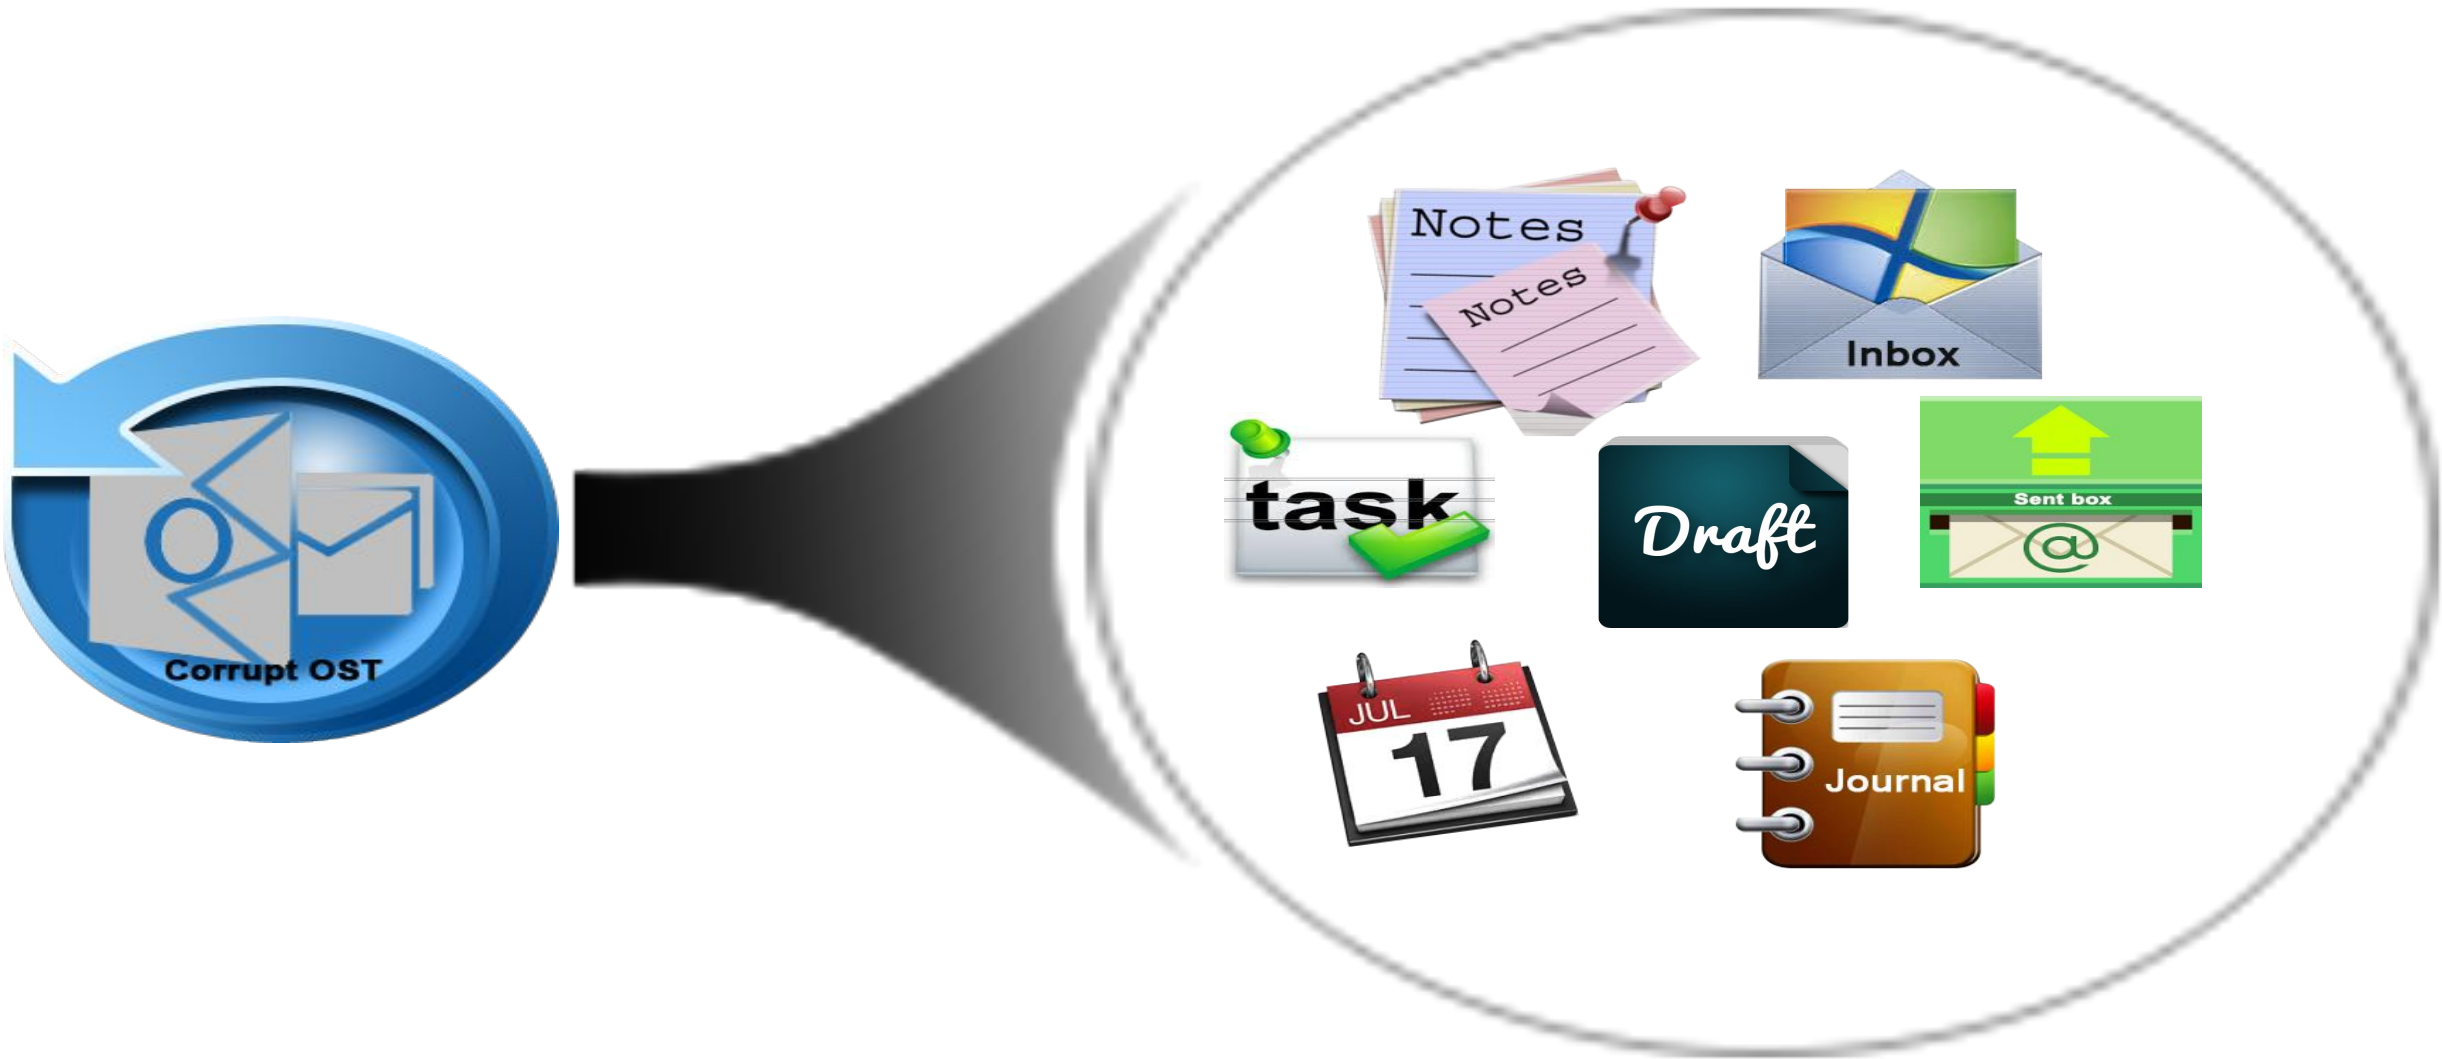 Notes
Notes
Inbox
task
Draft
Sent box
@
O
Corrupt OST
JUL
17
Journal